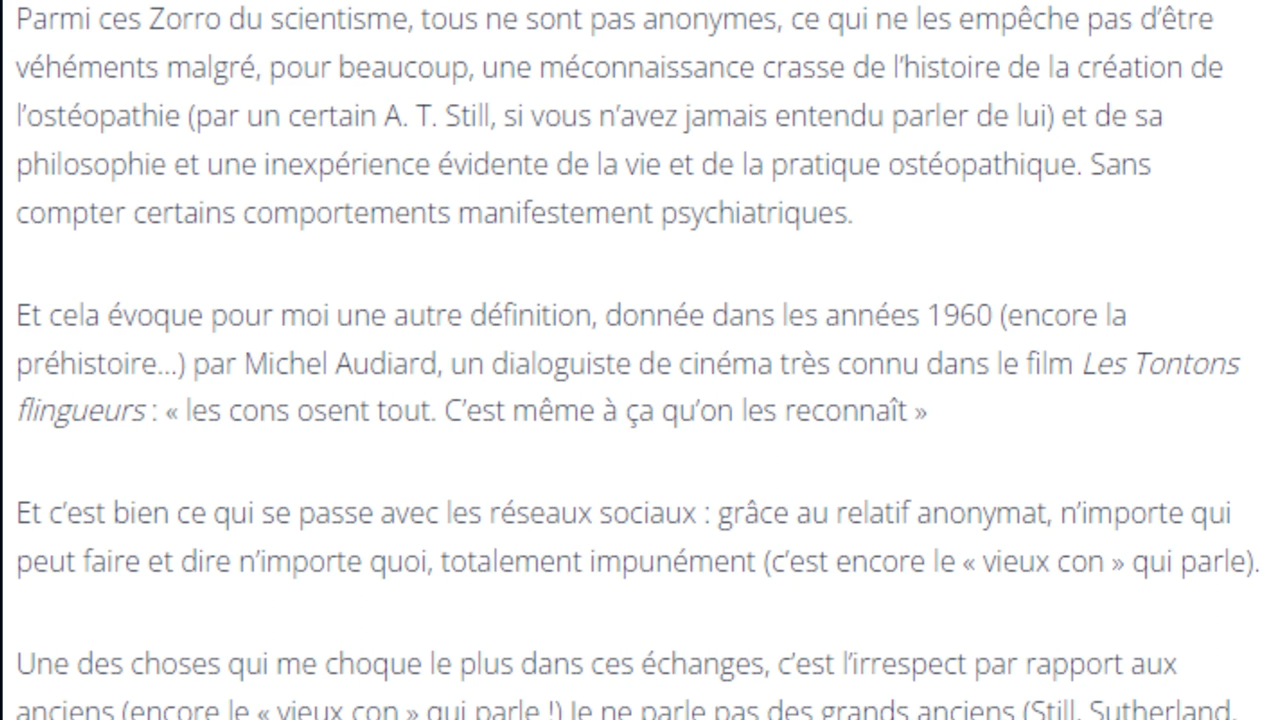 Parmi ces Zorro du scientisme, tous ne sont pas anonymes, ce qui ne les empêche pas d’être
véhéments malgré, pour beaucoup, une méconnaissance crasse de l’histoire de la création de
l’ostéopathie (par un certain A. T. Still, si vous n’avez jamais entendu parler de lui) et de sa
philosophie et une inexpérience évidente de la vie et de la pratique ostéopathique. Sans
compter certains comportements manifestement psychiatriques.
Et cela évoque pour moi une autre définition, donnée dans les années 1960 (encore la
préhistoire…) par Michel Audiard, un dialoguiste de cinéma très connu dans le film Les Tontons
flingueurs : « les cons osent tout. C’est même à ça qu’on les reconnaît »
Et c’est bien ce qui se passe avec les réseaux sociaux : grâce au relatif anonymat, n’importe qui
peut faire et dire n’importe quoi, totalement impunément (c’est encore le « vieux con » qui parle).
Une des choses qui me choque le plus dans ces échanges, c’est l’irrespect par rapport aux
anciens (encore le « vieux con » qui parle !) Je ne parle pas des grands anciens (Still, Sutherland,